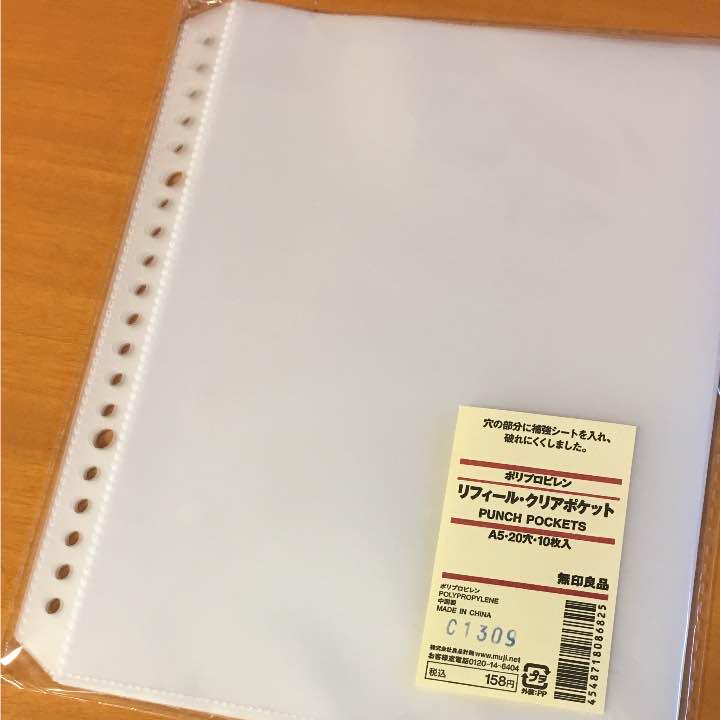 穴の部分に補強シートを入れ、
破れにくくしました。
ポリプロピレン
リフィール・クリアポケット
PUNCH POCKETS
A5・20穴・10枚入
無印良品
ポリプロピレン
POLYPROPYLENE
中国製
MADE IN CHINA
C1309
株式会社良品計画 www.muji.net
お客様室電話0120-14-6404
税込 158円
プラ
外装:PP
4548718086825